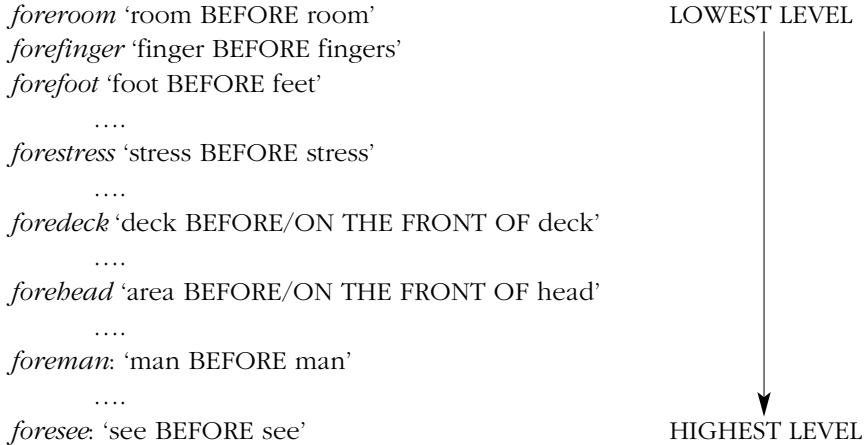 foreroom ‘room BEFORE room’ LOWEST LEVEL
forefinger ‘finger BEFORE fingers’
forefoot ‘foot BEFORE feet’
….
forestress ‘stress BEFORE stress’
….
foredeck ‘deck BEFORE/ON THE FRONT OF deck’
….
forehead ‘area BEFORE/ON THE FRONT OF head’
….
foreman: ‘man BEFORE man’
….
foresee: ‘see BEFORE see’ HIGHEST LEVEL